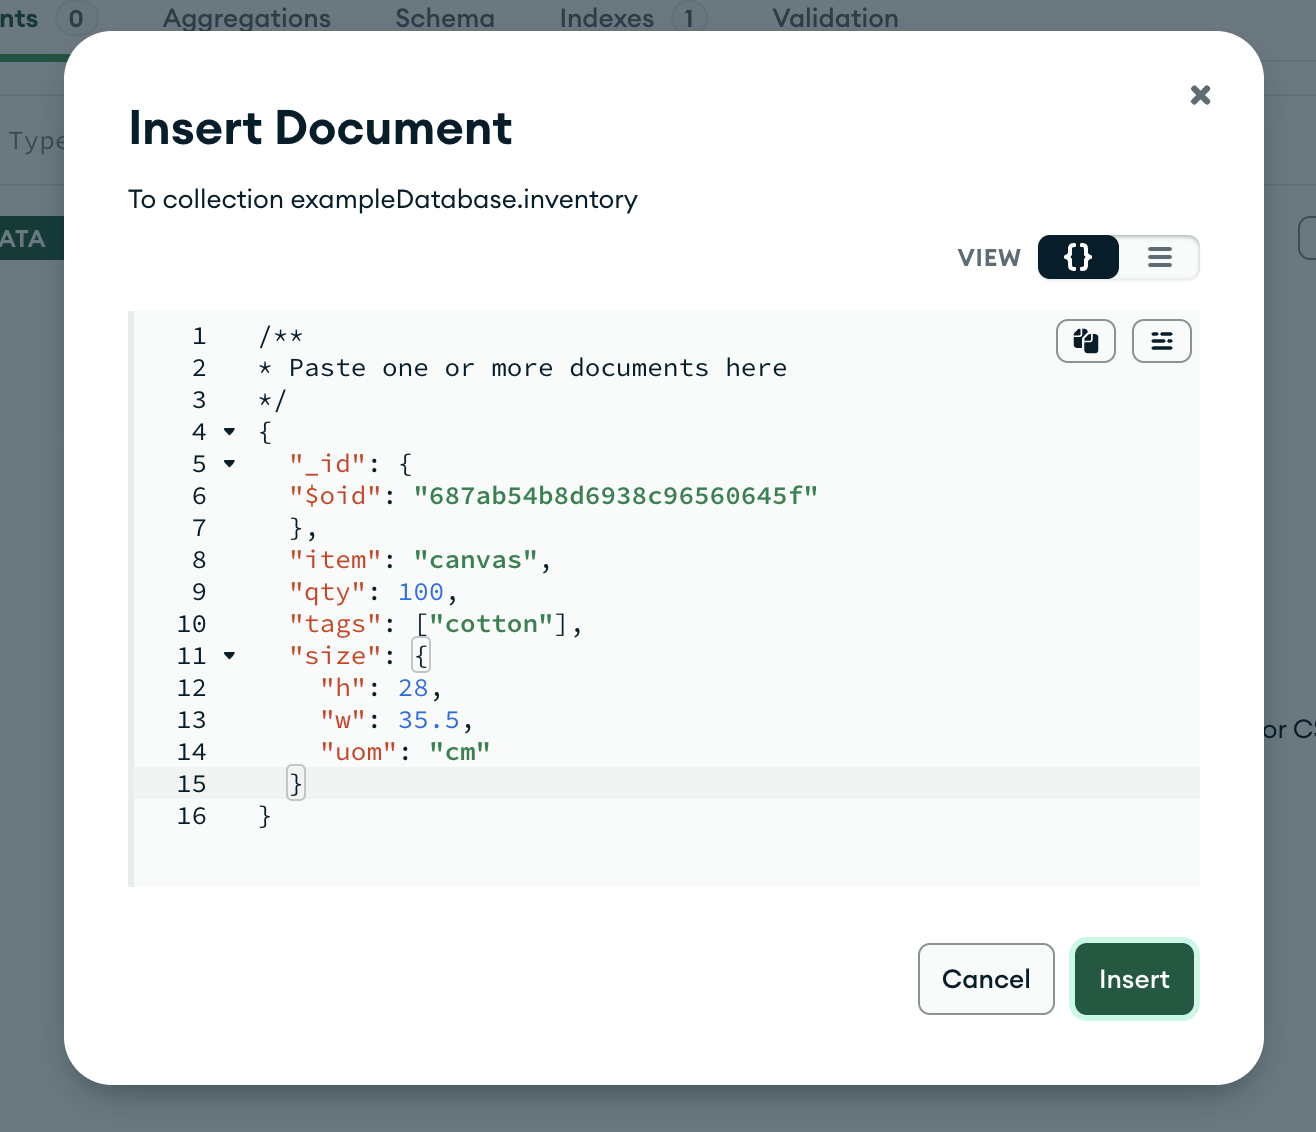 nts 0 Aggregations Schema Indexes 1 Validation
Type
ATA
Insert Document
To collection exampleDatabase.inventory
VIEW {}
1 /**
2 * Paste one or more documents here
3 */
4 {
5 "_id": {
6 "$oid": "687ab54b8d6938c96560645f"
7 },
8 "item": "canvas",
9 "qty": 100,
10 "tags": ["cotton"],
11 "size": {
12 "h": 28,
13 "w": 35.5,
14 "uom": "cm"
15 }
16 }
or CS
Cancel Insert